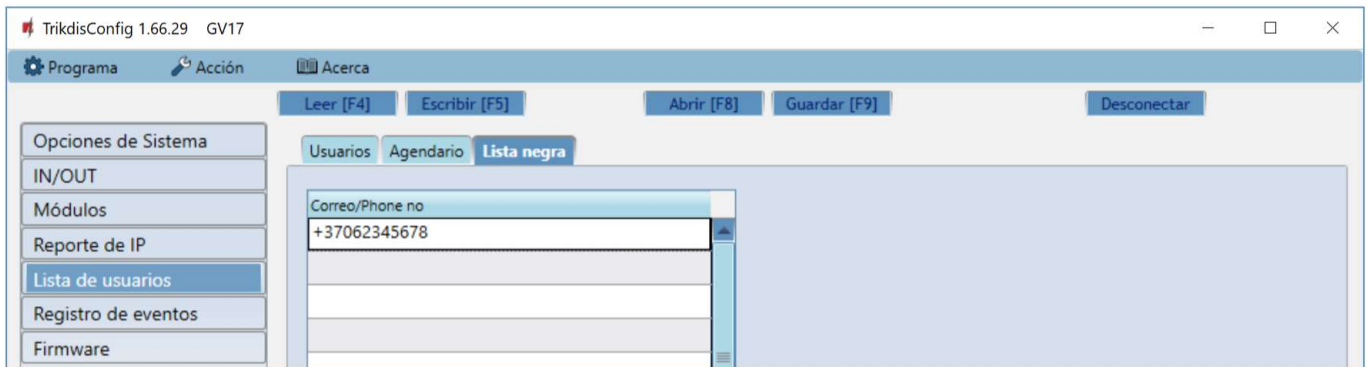 TrikdisConfig 1.66.29 GV17
Programa Acción Acerca
Leer [F4] Escribir [F5] Abrir [F8] Guardar [F9] Desconectar
Opciones de Sistema
IN/OUT
Módulos
Reporte de IP
Lista de usuarios
Registro de eventos
Firmware
Usuarios Agendario Lista negra
Correo/Phone no
+37062345678